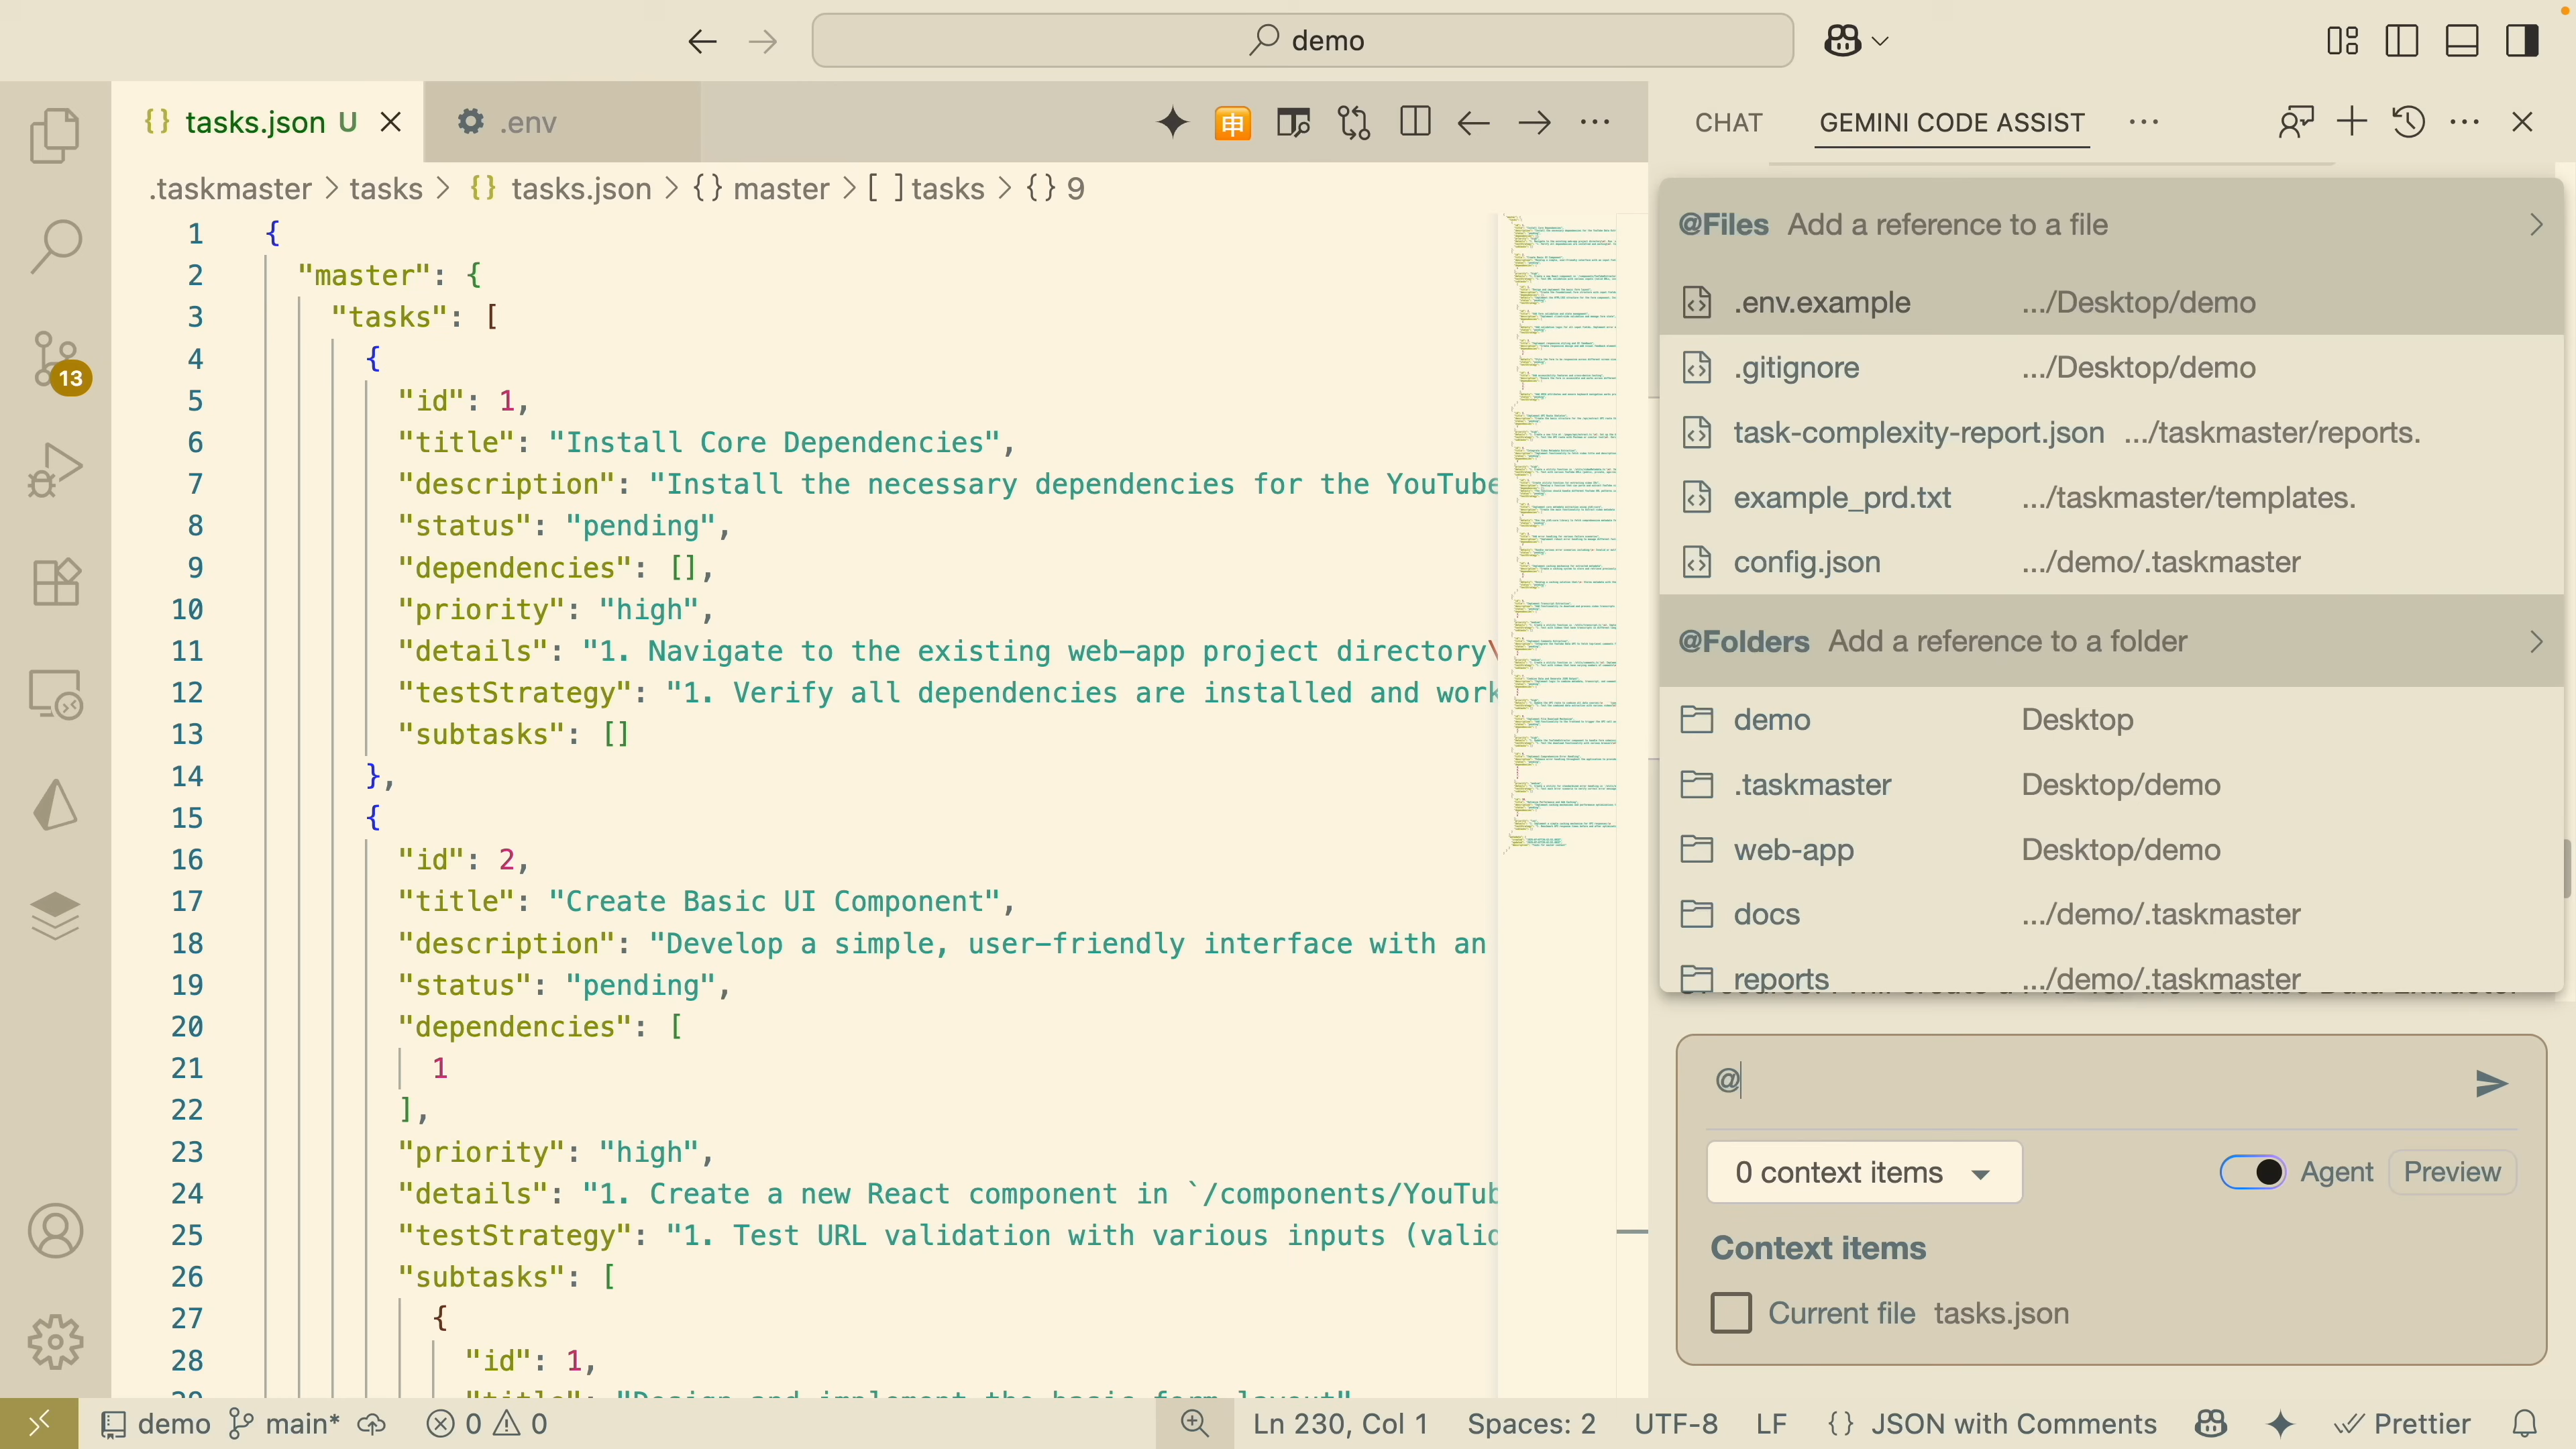 demo
tasks.json U
.env
CHAT
GEMINI CODE ASSIST
.taskmaster > tasks > {} tasks.json > {} master > [ ] tasks > {} 9
1 {
2 "master": {
3 "tasks": [
4 {
5 "id": 1,
6 "title": "Install Core Dependencies",
7 "description": "Install the necessary dependencies for the YouTube
8 "status": "pending",
9 "dependencies": [],
10 "priority": "high",
11 "details": "1. Navigate to the existing web-app project directory\
12 "testStrategy": "1. Verify all dependencies are installed and work
13 "subtasks": []
14 },
15 {
16 "id": 2,
17 "title": "Create Basic UI Component",
18 "description": "Develop a simple, user-friendly interface with an
19 "status": "pending",
20 "dependencies": [
21 1
22 ],
23 "priority": "high",
24 "details": "1. Create a new React component in `/components/YouTub
25 "testStrategy": "1. Test URL validation with various inputs (valid
26 "subtasks": [
27 {
28 "id": 1,
29 "title": "Design and implement the basic form layout"
13
@Files Add a reference to a file
.env.example .../Desktop/demo
.gitignore .../Desktop/demo
task-complexity-report.json .../taskmaster/reports.
example_prd.txt .../taskmaster/templates.
config.json .../demo/.taskmaster
@Folders Add a reference to a folder
demo Desktop
.taskmaster Desktop/demo
web-app Desktop/demo
docs .../demo/.taskmaster
reports .../demo/.taskmaster
@
0 context items
Agent Preview
Context items
Current file tasks.json
demo main* 0 0
Ln 230, Col 1 Spaces: 2 UTF-8 LF {} JSON with Comments Prettier